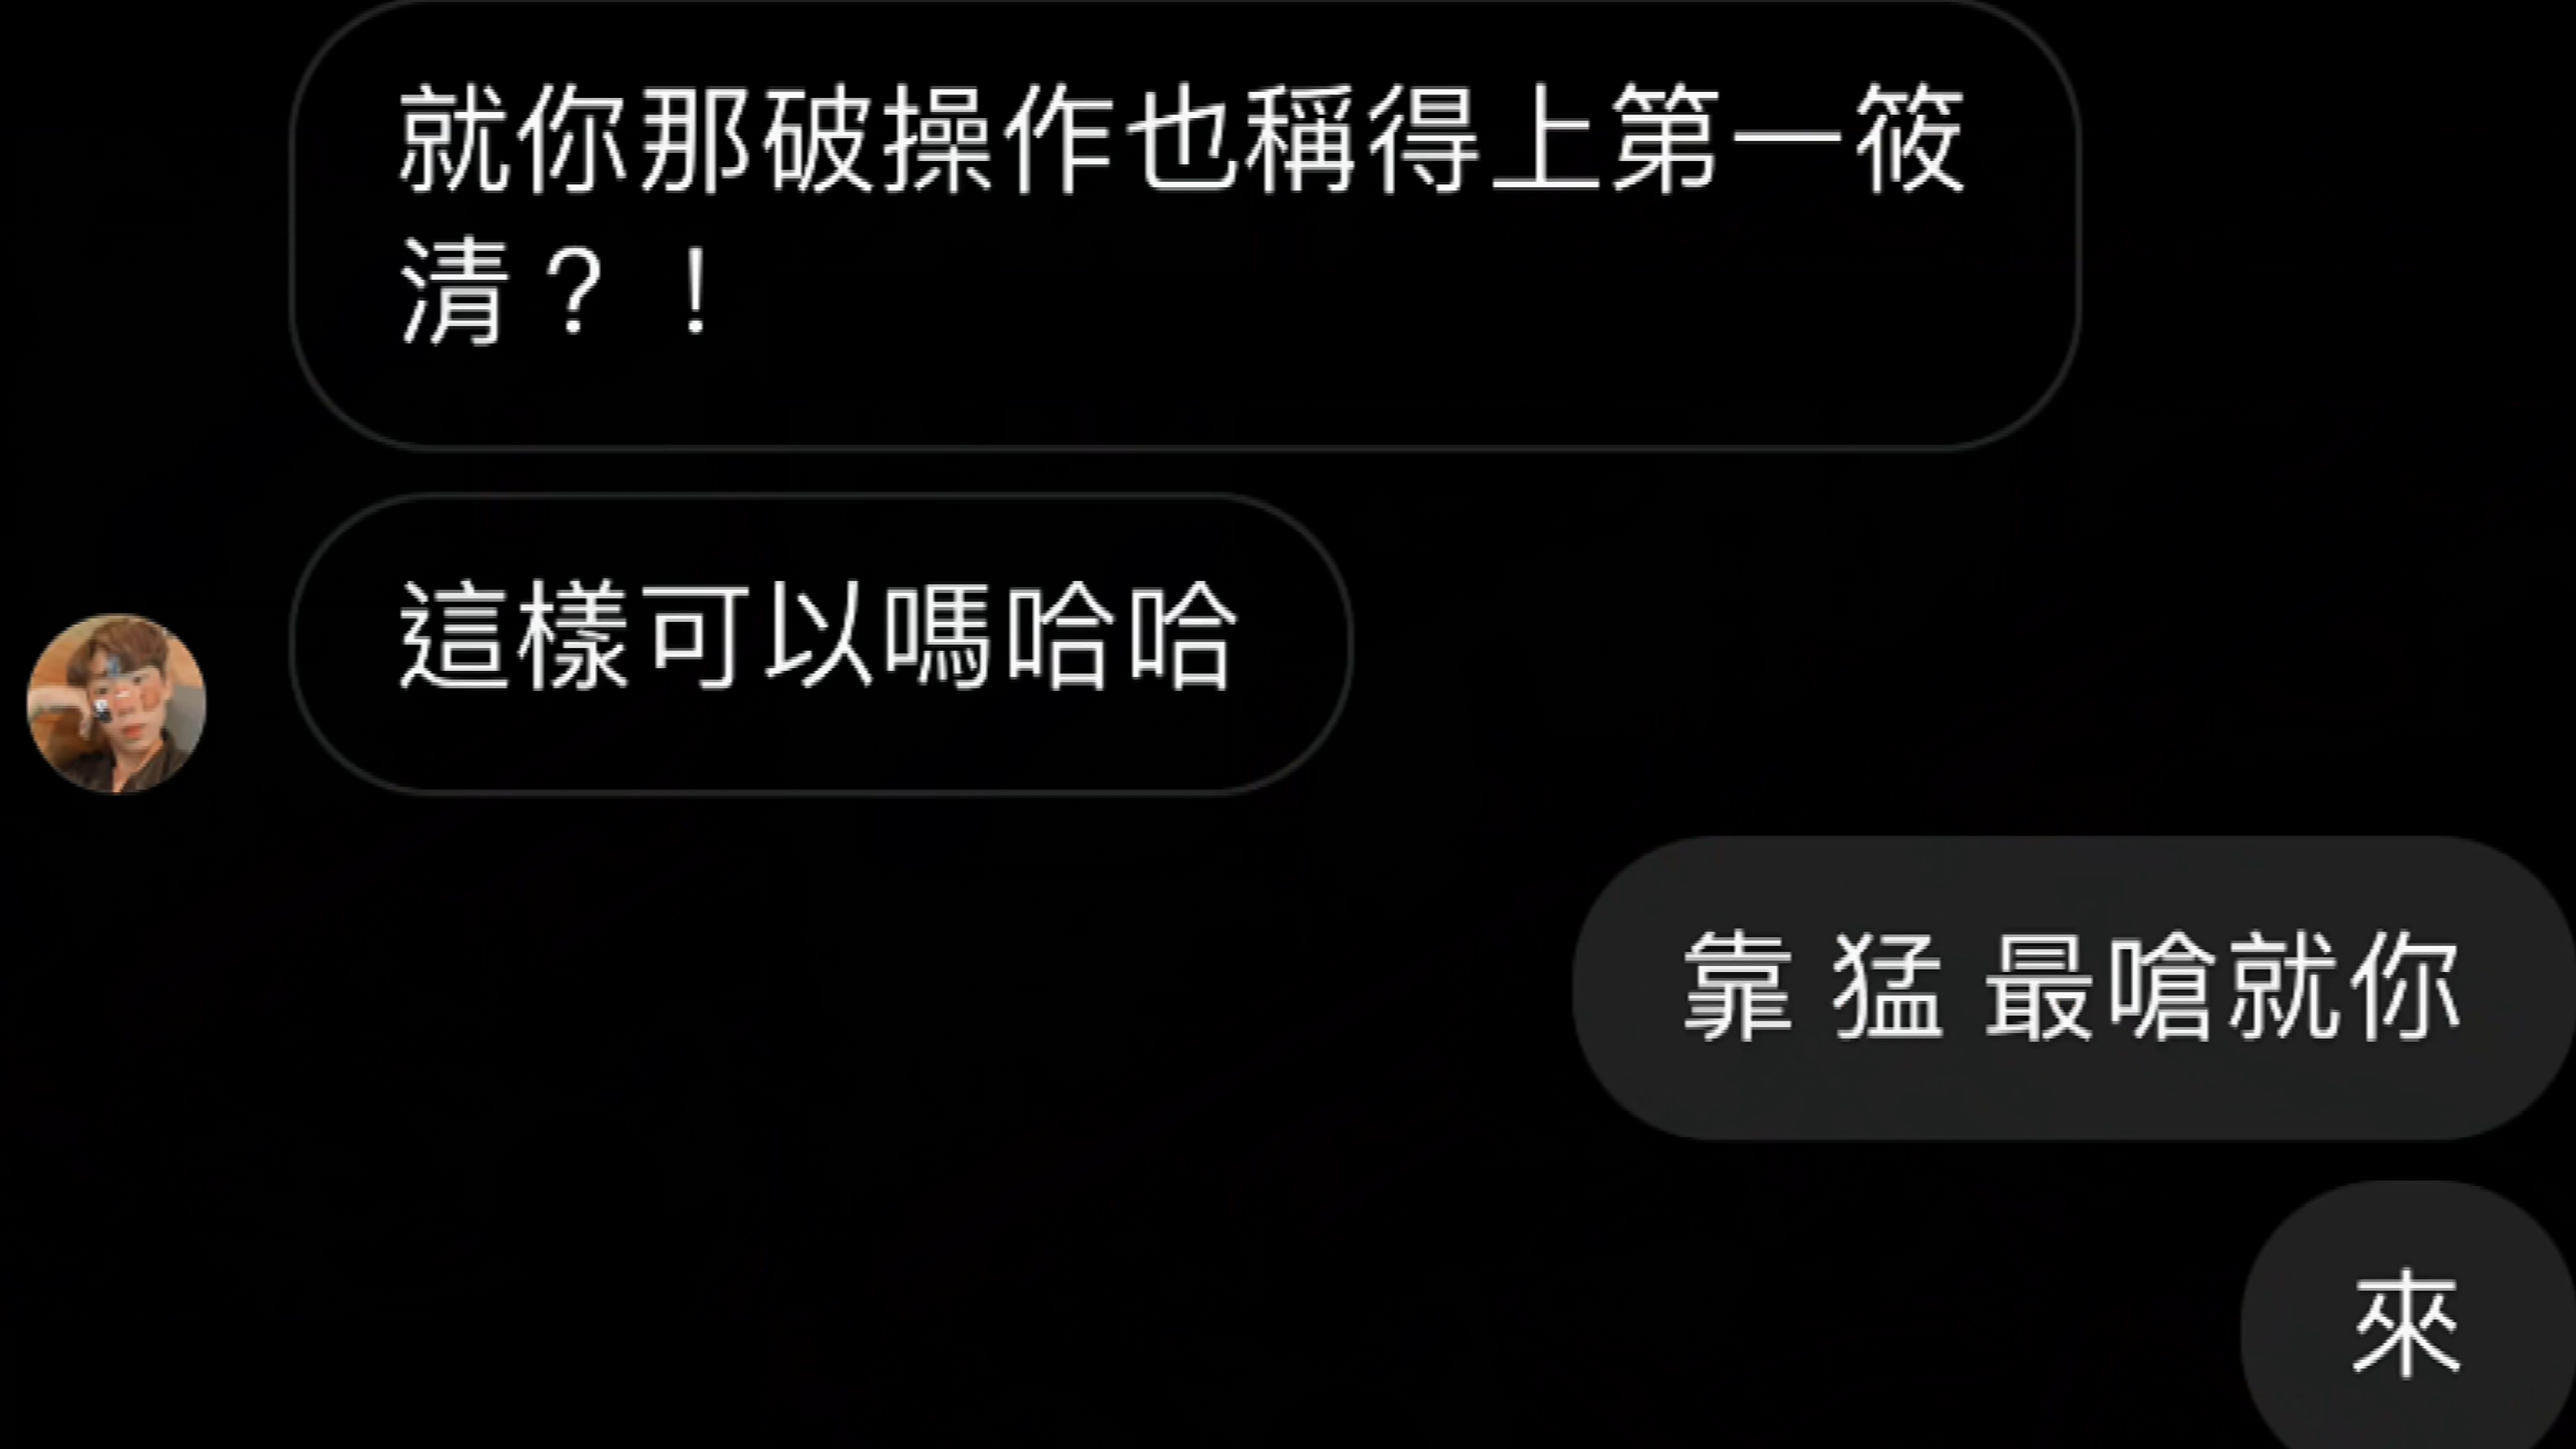 就你那破操作也稱得上第一筱
清？！
這樣可以嗎哈哈
靠 猛 最嗆就你
來